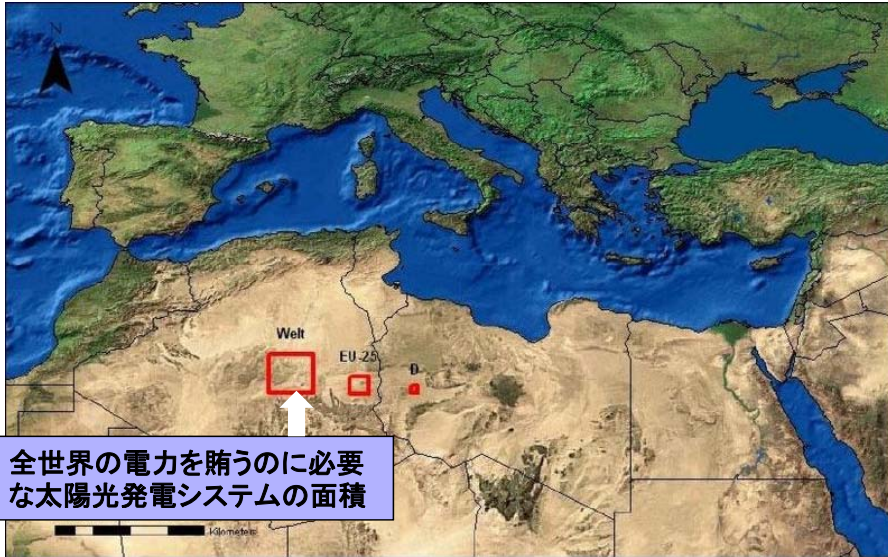 N
Welt
EU-25
D
全世界の電力を賄うのに必要
な太陽光発電システムの面積
Kilometers